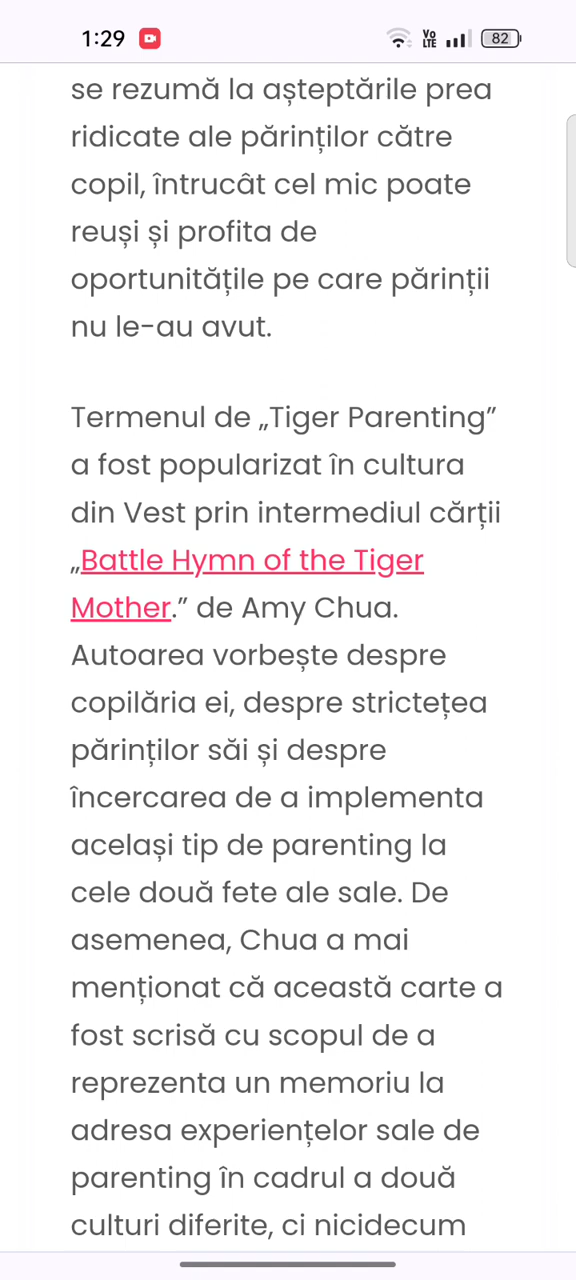 1:29
Vo LTE
82
se rezumă la așteptările prea
ridicate ale părinților către
copil, întrucât cel mic poate
reuși și profita de
oportunitățile pe care părinții
nu le-au avut.
Termenul de „Tiger Parenting”
a fost popularizat în cultura
din Vest prin intermediul cărții
„Battle Hymn of the Tiger
Mother.” de Amy Chua.
Autoarea vorbește despre
copilăria ei, despre strictețea
părinților săi și despre
încercarea de a implementa
același tip de parenting la
cele două fete ale sale. De
asemenea, Chua a mai
menționat că această carte a
fost scrisă cu scopul de a
reprezenta un memoriu la
adresa experiențelor sale de
parenting în cadrul a două
culturi diferite, ci nicidecum